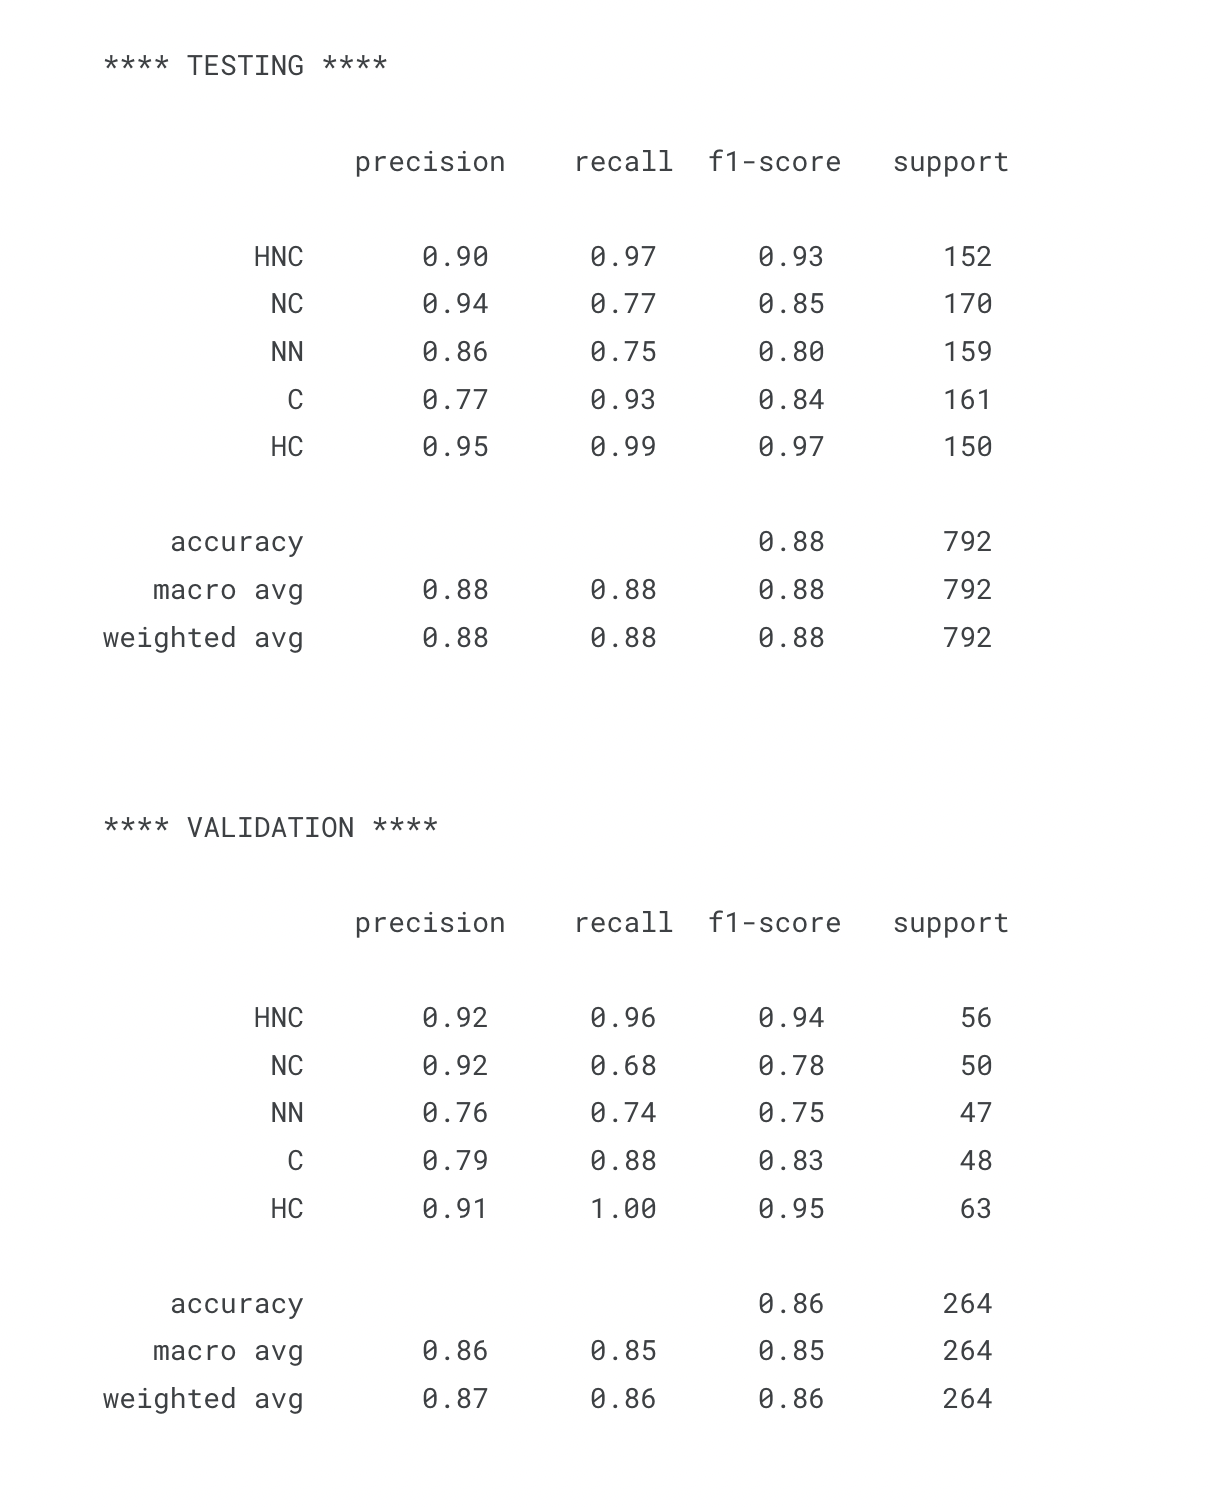 **** TESTING ****
precision recall f1-score support
HNC 0.90 0.97 0.93 152
NC 0.94 0.77 0.85 170
NN 0.86 0.75 0.80 159
C 0.77 0.93 0.84 161
HC 0.95 0.99 0.97 150
accuracy 0.88 792
macro avg 0.88 0.88 0.88 792
weighted avg 0.88 0.88 0.88 792
**** VALIDATION ****
precision recall f1-score support
HNC 0.92 0.96 0.94 56
NC 0.92 0.68 0.78 50
NN 0.76 0.74 0.75 47
C 0.79 0.88 0.83 48
HC 0.91 1.00 0.95 63
accuracy 0.86 264
macro avg 0.86 0.85 0.85 264
weighted avg 0.87 0.86 0.86 264